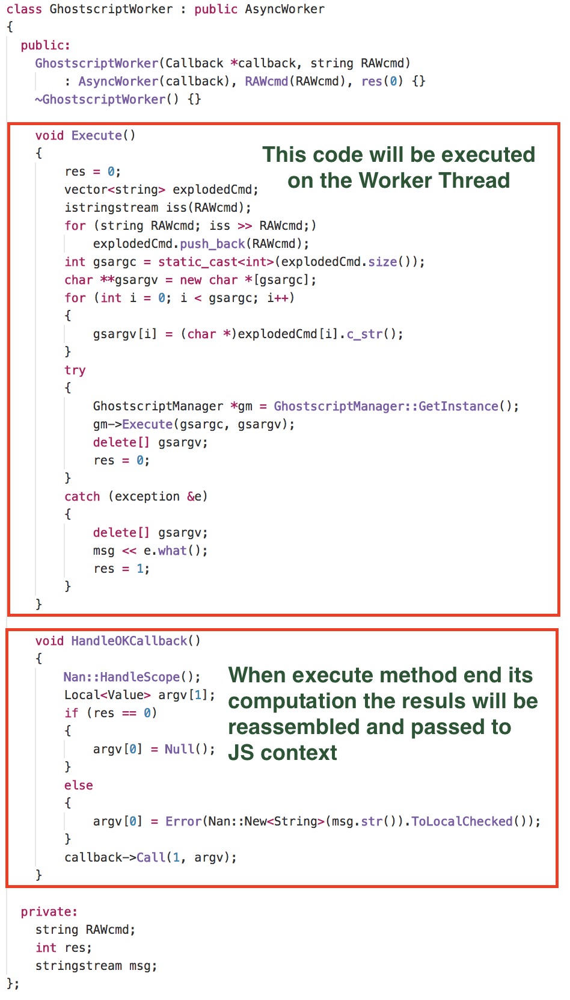 class GhostscriptWorker : public AsyncWorker
{
  public:
    GhostscriptWorker(Callback *callback, string RAWcmd)
        : AsyncWorker(callback), RAWcmd(RAWcmd), res(0) {}
    ~GhostscriptWorker() {}

    void Execute()
    {
        res = 0;
        vector<string> explodedCmd;
        istringstream iss(RAWcmd);
        for (string RAWcmd; iss >> RAWcmd;)
            explodedCmd.push_back(RAWcmd);
        int gsargc = static_cast<int>(explodedCmd.size());
        char **gsargv = new char *[gsargc];
        for (int i = 0; i < gsargc; i++)
        {
            gsargv[i] = (char *)explodedCmd[i].c_str();
        }
        try
        {
            GhostscriptManager *gm = GhostscriptManager::GetInstance();
            gm->Execute(gsargc, gsargv);
            delete[] gsargv;
            res = 0;
        }
        catch (exception &e)
        {
            delete[] gsargv;
            msg << e.what();
            res = 1;
        }
    }
This code will be executed
on the Worker Thread

    void HandleOKCallback()
    {
        Nan::HandleScope();
        Local<Value> argv[1];
        if (res == 0)
        {
            argv[0] = Null();
        }
        else
        {
            argv[0] = Error(Nan::New<String>(msg.str()).ToLocalChecked());
        }
        callback->Call(1, argv);
    }
When execute method end its
computation the resuls will be
reassembled and passed to
JS context

  private:
    string RAWcmd;
    int res;
    stringstream msg;
};